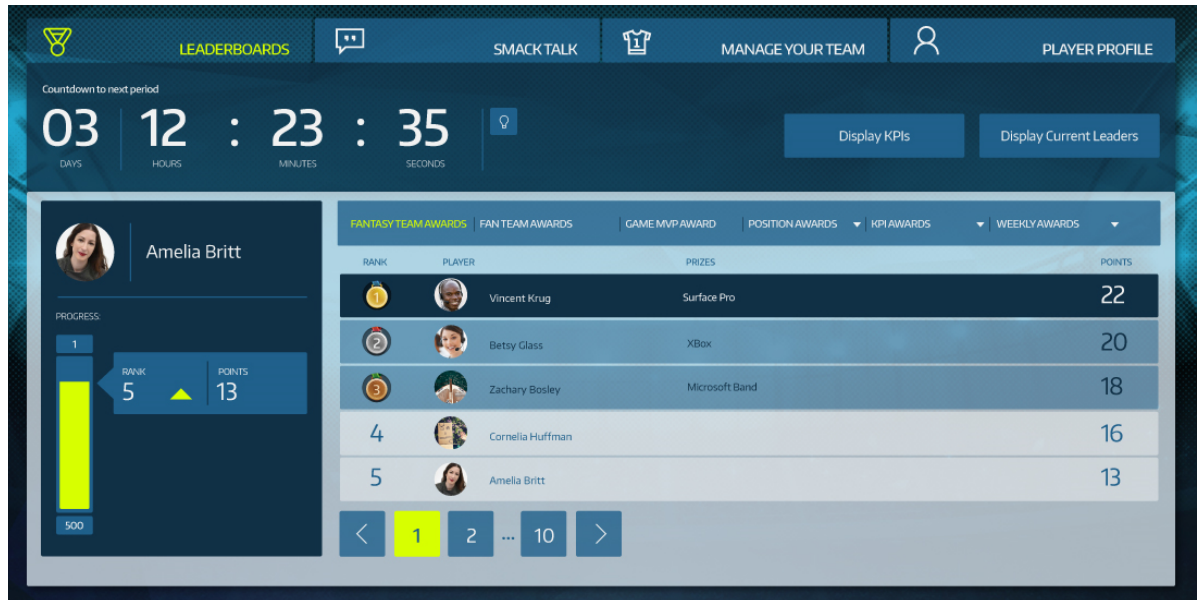 LEADERBOARDS SMACK TALK 1 MANAGE YOUR TEAM PLAYER PROFILE
Countdown to next period
03 12 : 23 : 35
DAYS HOURS MINUTES SECONDS
Display KPIs Display Current Leaders
Amelia Britt
PROGRESS:
1
RANK POINTS
5 13
500
FANTASY TEAM AWARDS FAN TEAM AWARDS GAME MVP AWARD POSITION AWARDS KPI AWARDS WEEKLY AWARDS
RANK PLAYER PRIZES POINTS
1 Vincent Krug Surface Pro 22
2 Betsy Glass XBox 20
3 Zachary Bosley Microsoft Band 18
4 Cornelia Huffman 16
5 Amelia Britt 13
< 1 2 ... 10 >